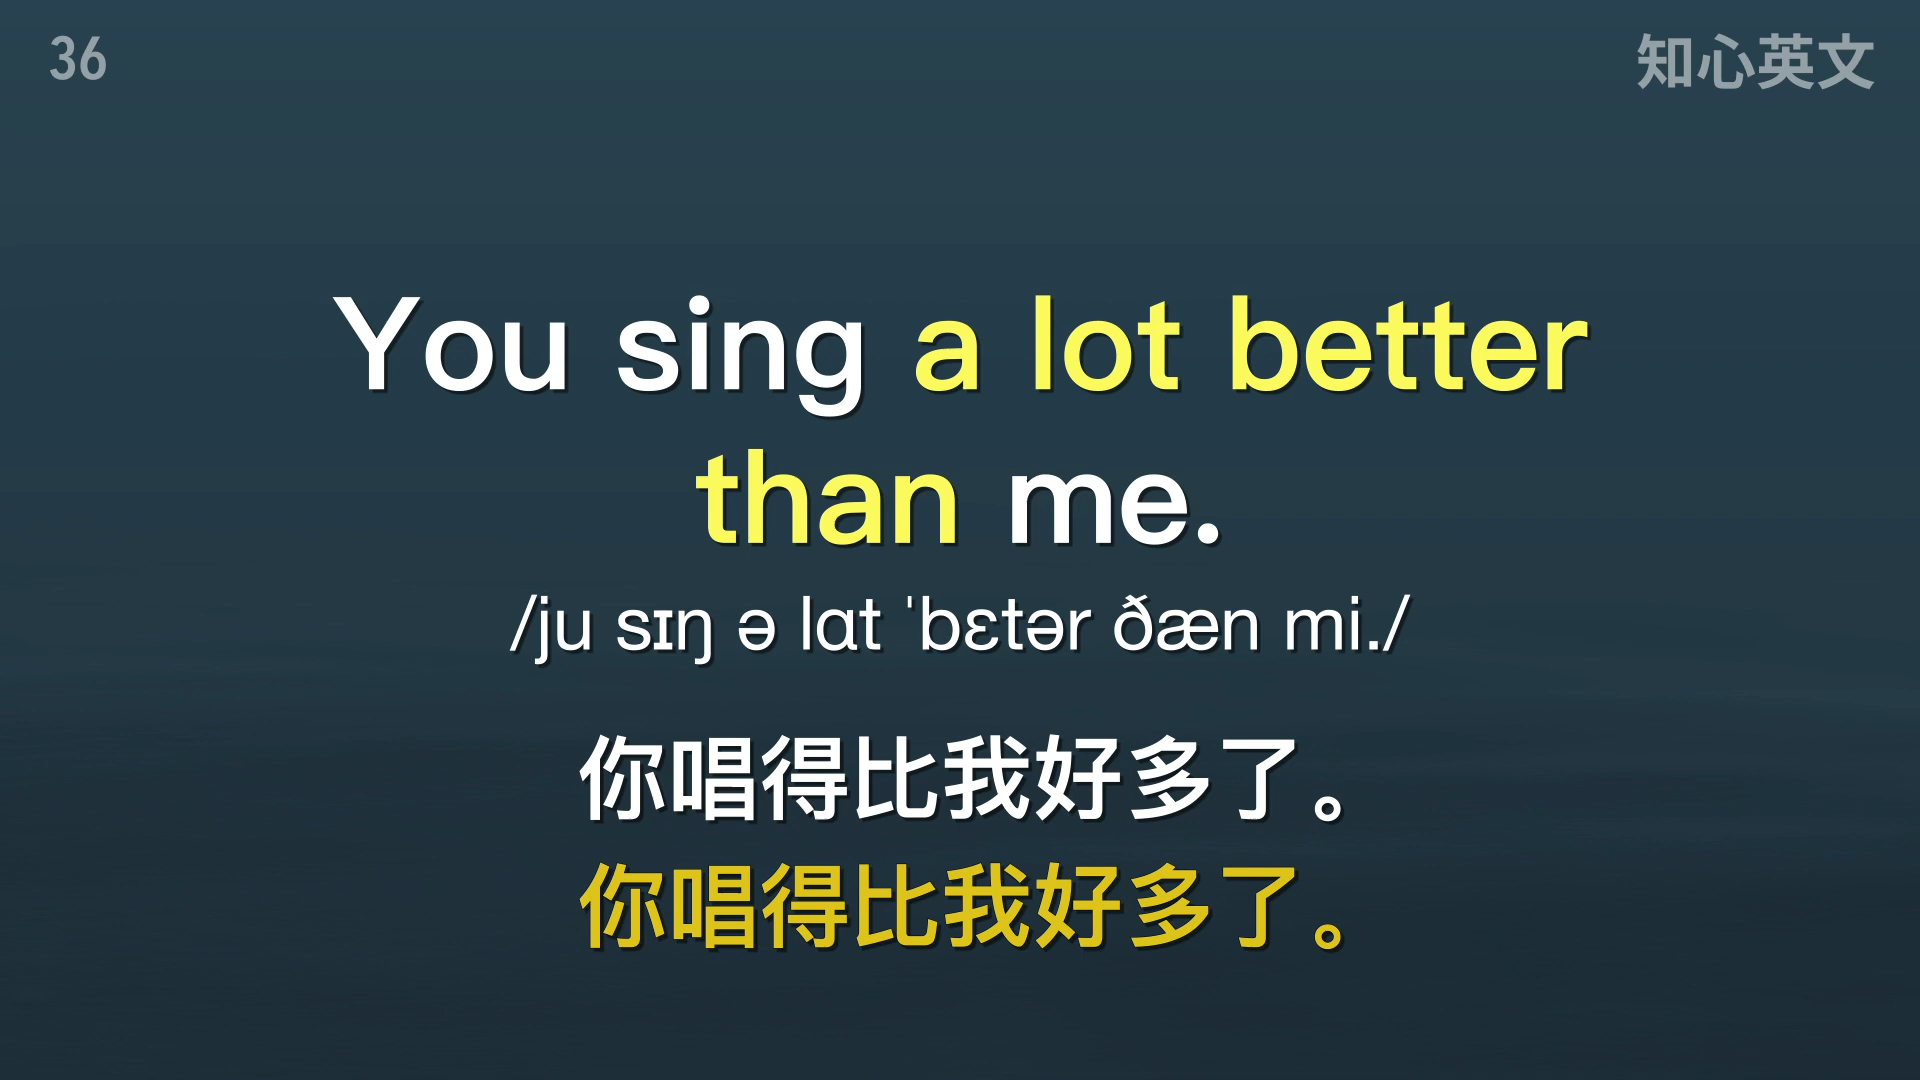 36
知心英文
You sing a lot better
than me.
/ju sɪŋ ə lɑt ˈbɛtər ðæn mi./
你唱得比我好多了。
你唱得比我好多了。